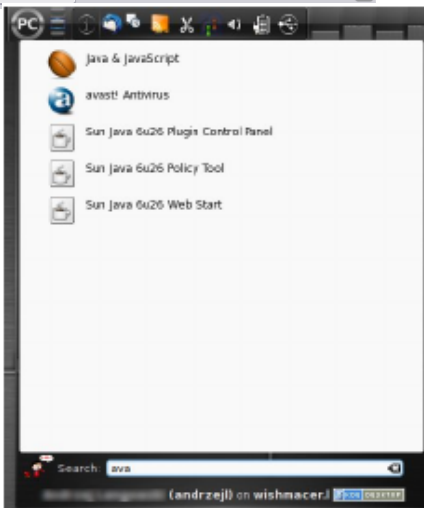 PC
Java & JavaScript
avast! Antivirus
Sun Java 6u26 Plugin Control Panel
Sun Java 6u26 Policy Tool
Sun Java 6u26 Web Start
Search: ava
(andrzejl) on wishmacer.l